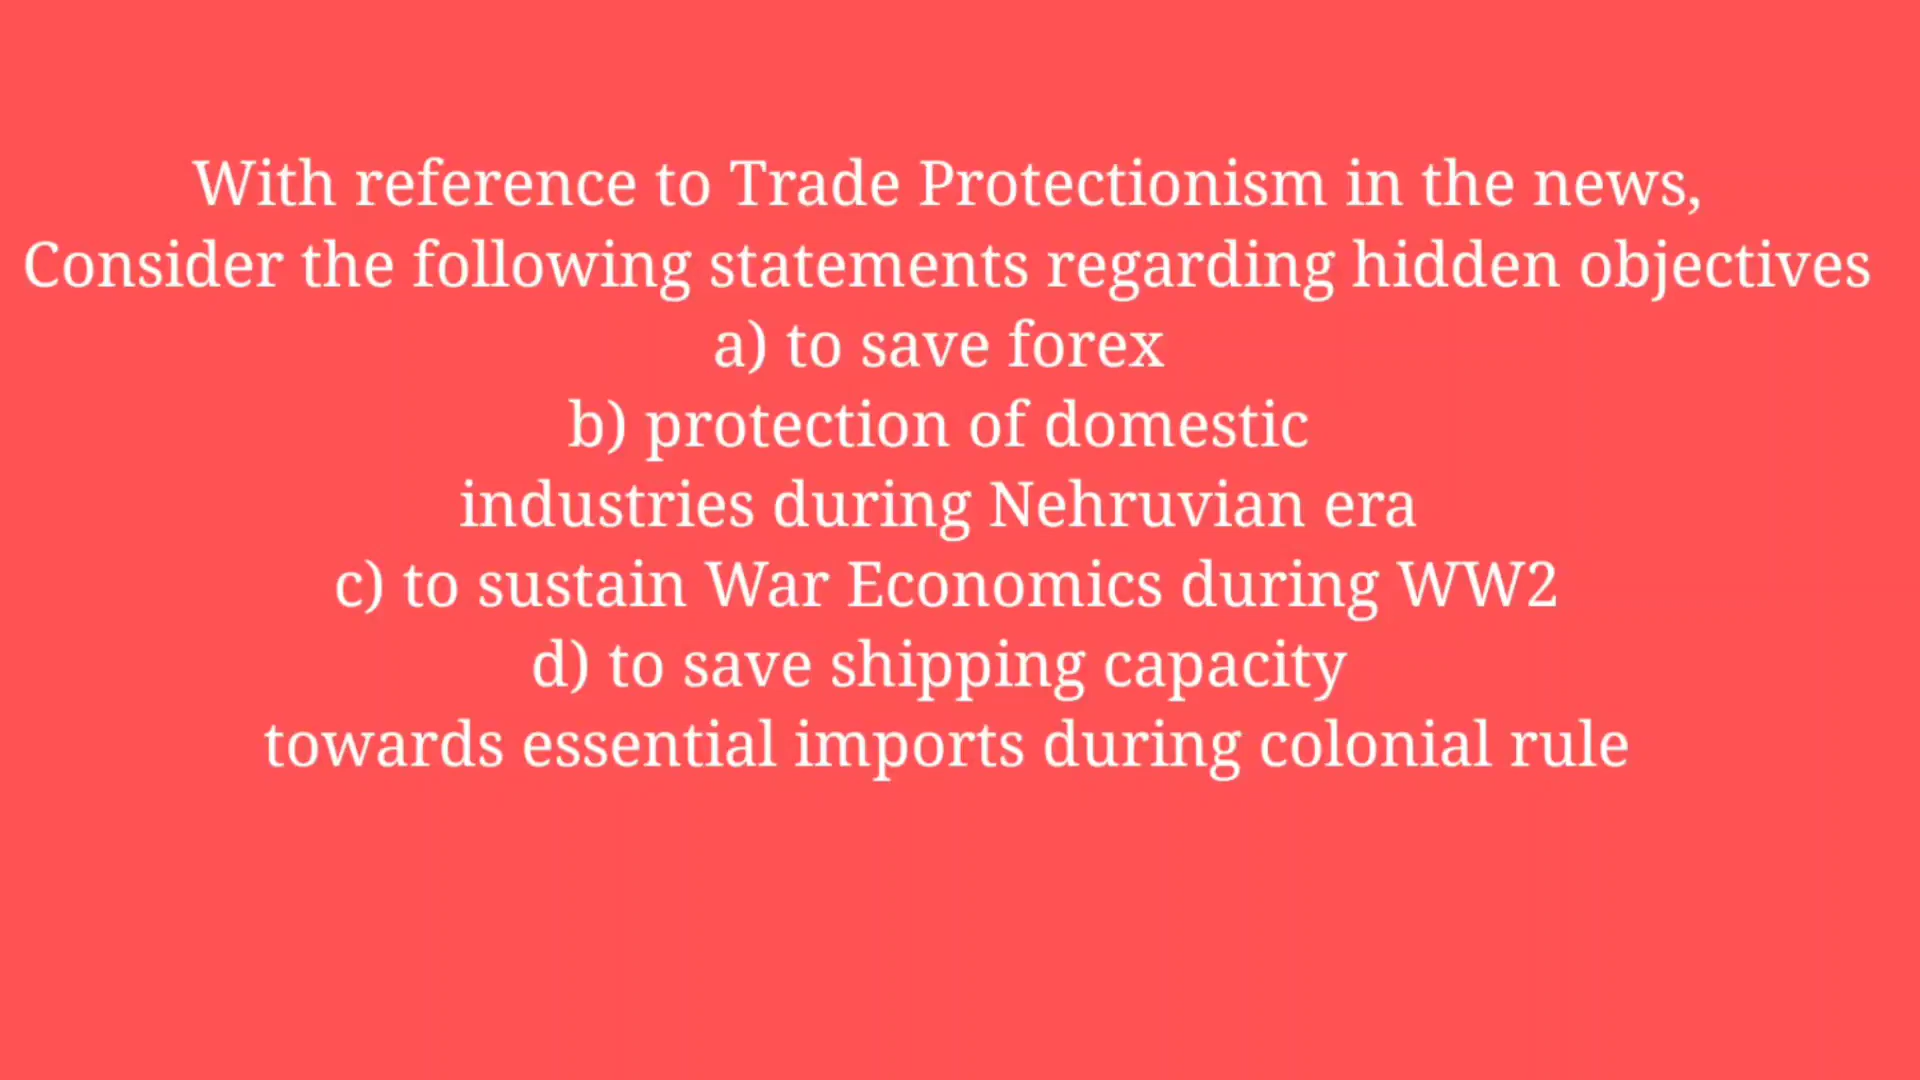 With reference to Trade Protectionism in the news,
Consider the following statements regarding hidden objectives
a) to save forex
b) protection of domestic
industries during Nehruvian era
c) to sustain War Economics during WW2
d) to save shipping capacity
towards essential imports during colonial rule